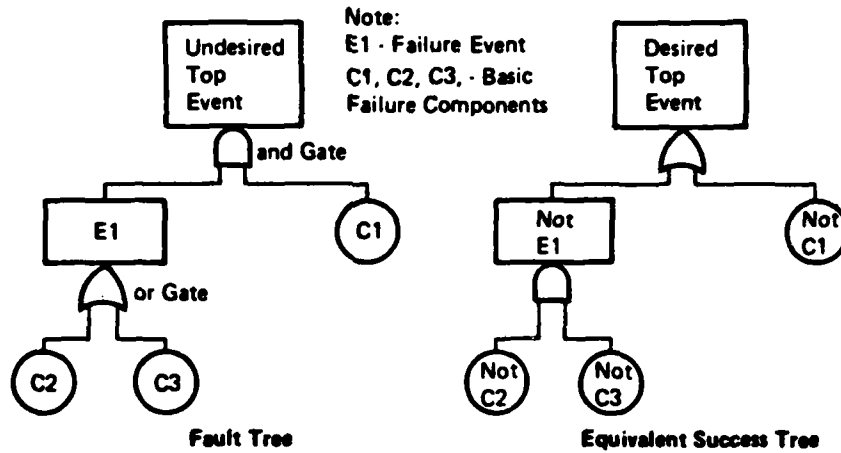 Undesired
Top
Event
Note:
E1 - Failure Event
C1, C2, C3, - Basic
Failure Components
Desired
Top
Event
and Gate
E1
C1
Not
E1
Not
C1
or Gate
C2
C3
Not
C2
Not
C3
Fault Tree
Equivalent Success Tree